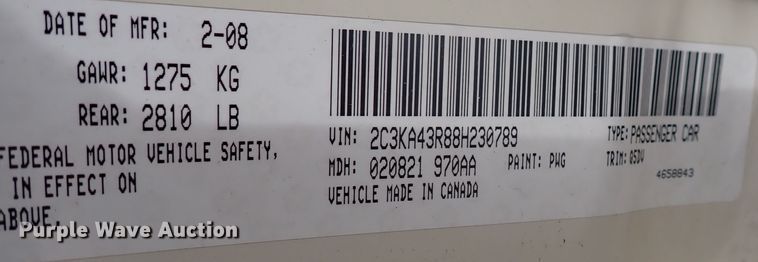 DATE OF MFR: 2-08
GAWR: 1275 KG
REAR: 2810 LB
FEDERAL MOTOR VEHICLE SAFETY,
IN EFFECT ON
ABOVE.
VIN: 2C3KA43R88H230789 TYPE: PASSENGER CAR
MDH: 020821 970AA PAINT: PWG TRIM: 05DV
4658843
VEHICLE MADE IN CANADA
Purple Wave Auction